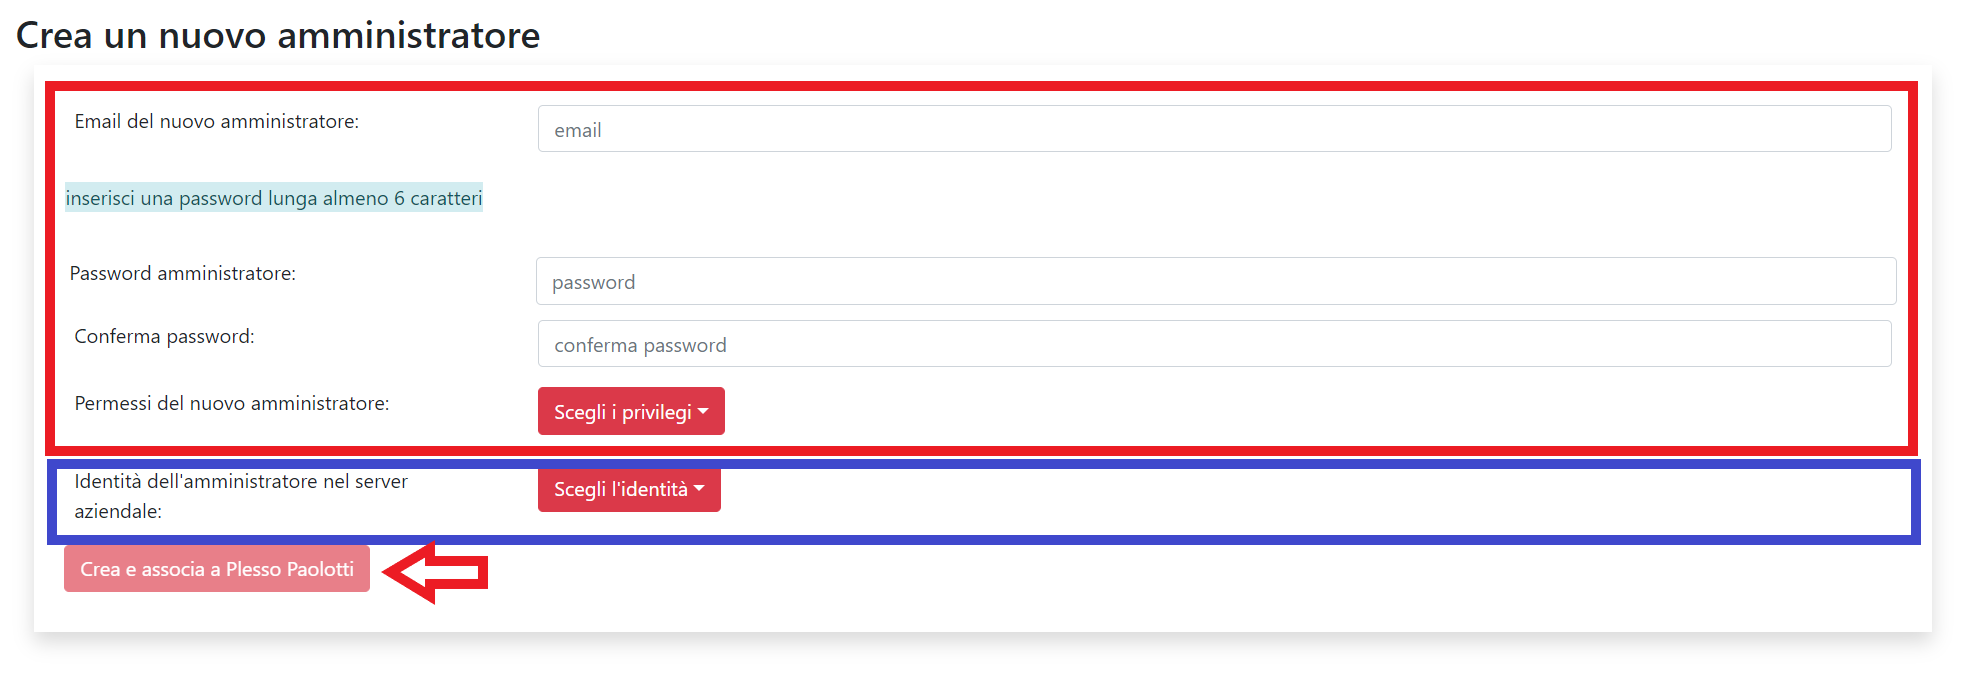 Crea un nuovo amministratore
Email del nuovo amministratore:
email
inserisci una password lunga almeno 6 caratteri
Password amministratore:
password
Conferma password:
conferma password
Permessi del nuovo amministratore:
Scegli i privilegi
Identità dell'amministratore nel server
aziendale:
Scegli l'identità
Crea e associa a Plesso Paolotti